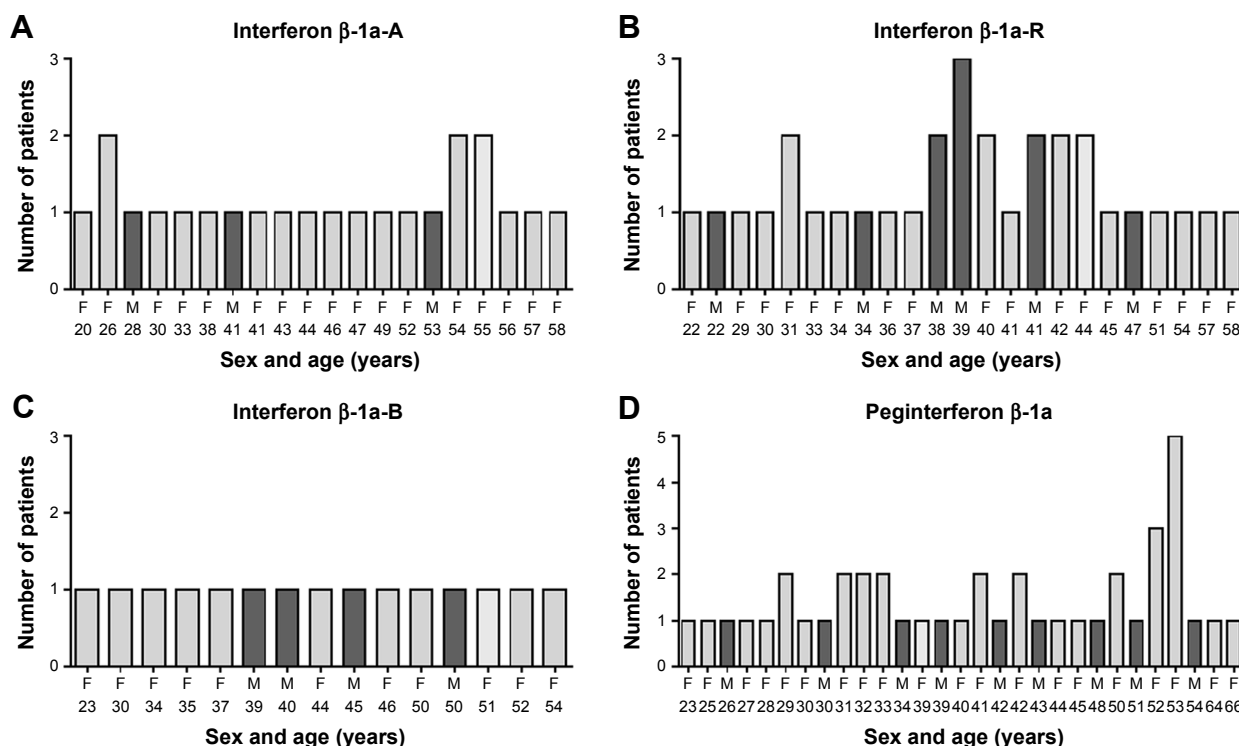 A
Interferon β-1a-A
Number of patients
3
2
1
0
F F M F F F M F F F F F F F M F F F F F
20 26 28 30 33 38 41 41 43 44 46 47 49 52 53 54 55 56 57 58
Sex and age (years)
B
Interferon β-1a-R
Number of patients
3
2
1
0
F M F F F F F M F F M M F F M F F F M F F F F
22 22 29 30 31 33 34 34 36 37 38 39 40 41 41 42 44 45 47 51 54 57 58
Sex and age (years)
C
Interferon β-1a-B
Number of patients
3
2
1
0
F F F F F M M F M F F M F F F
23 30 34 35 37 39 40 44 45 46 50 50 51 52 54
Sex and age (years)
D
Peginterferon β-1a
Number of patients
5
4
3
2
1
0
F F M F F F F M F F F M F M F F M F M F F M F M F F M F F
23 25 26 27 28 29 30 30 31 32 33 34 39 39 40 41 42 42 43 44 45 48 50 51 52 53 54 64 66
Sex and age (years)